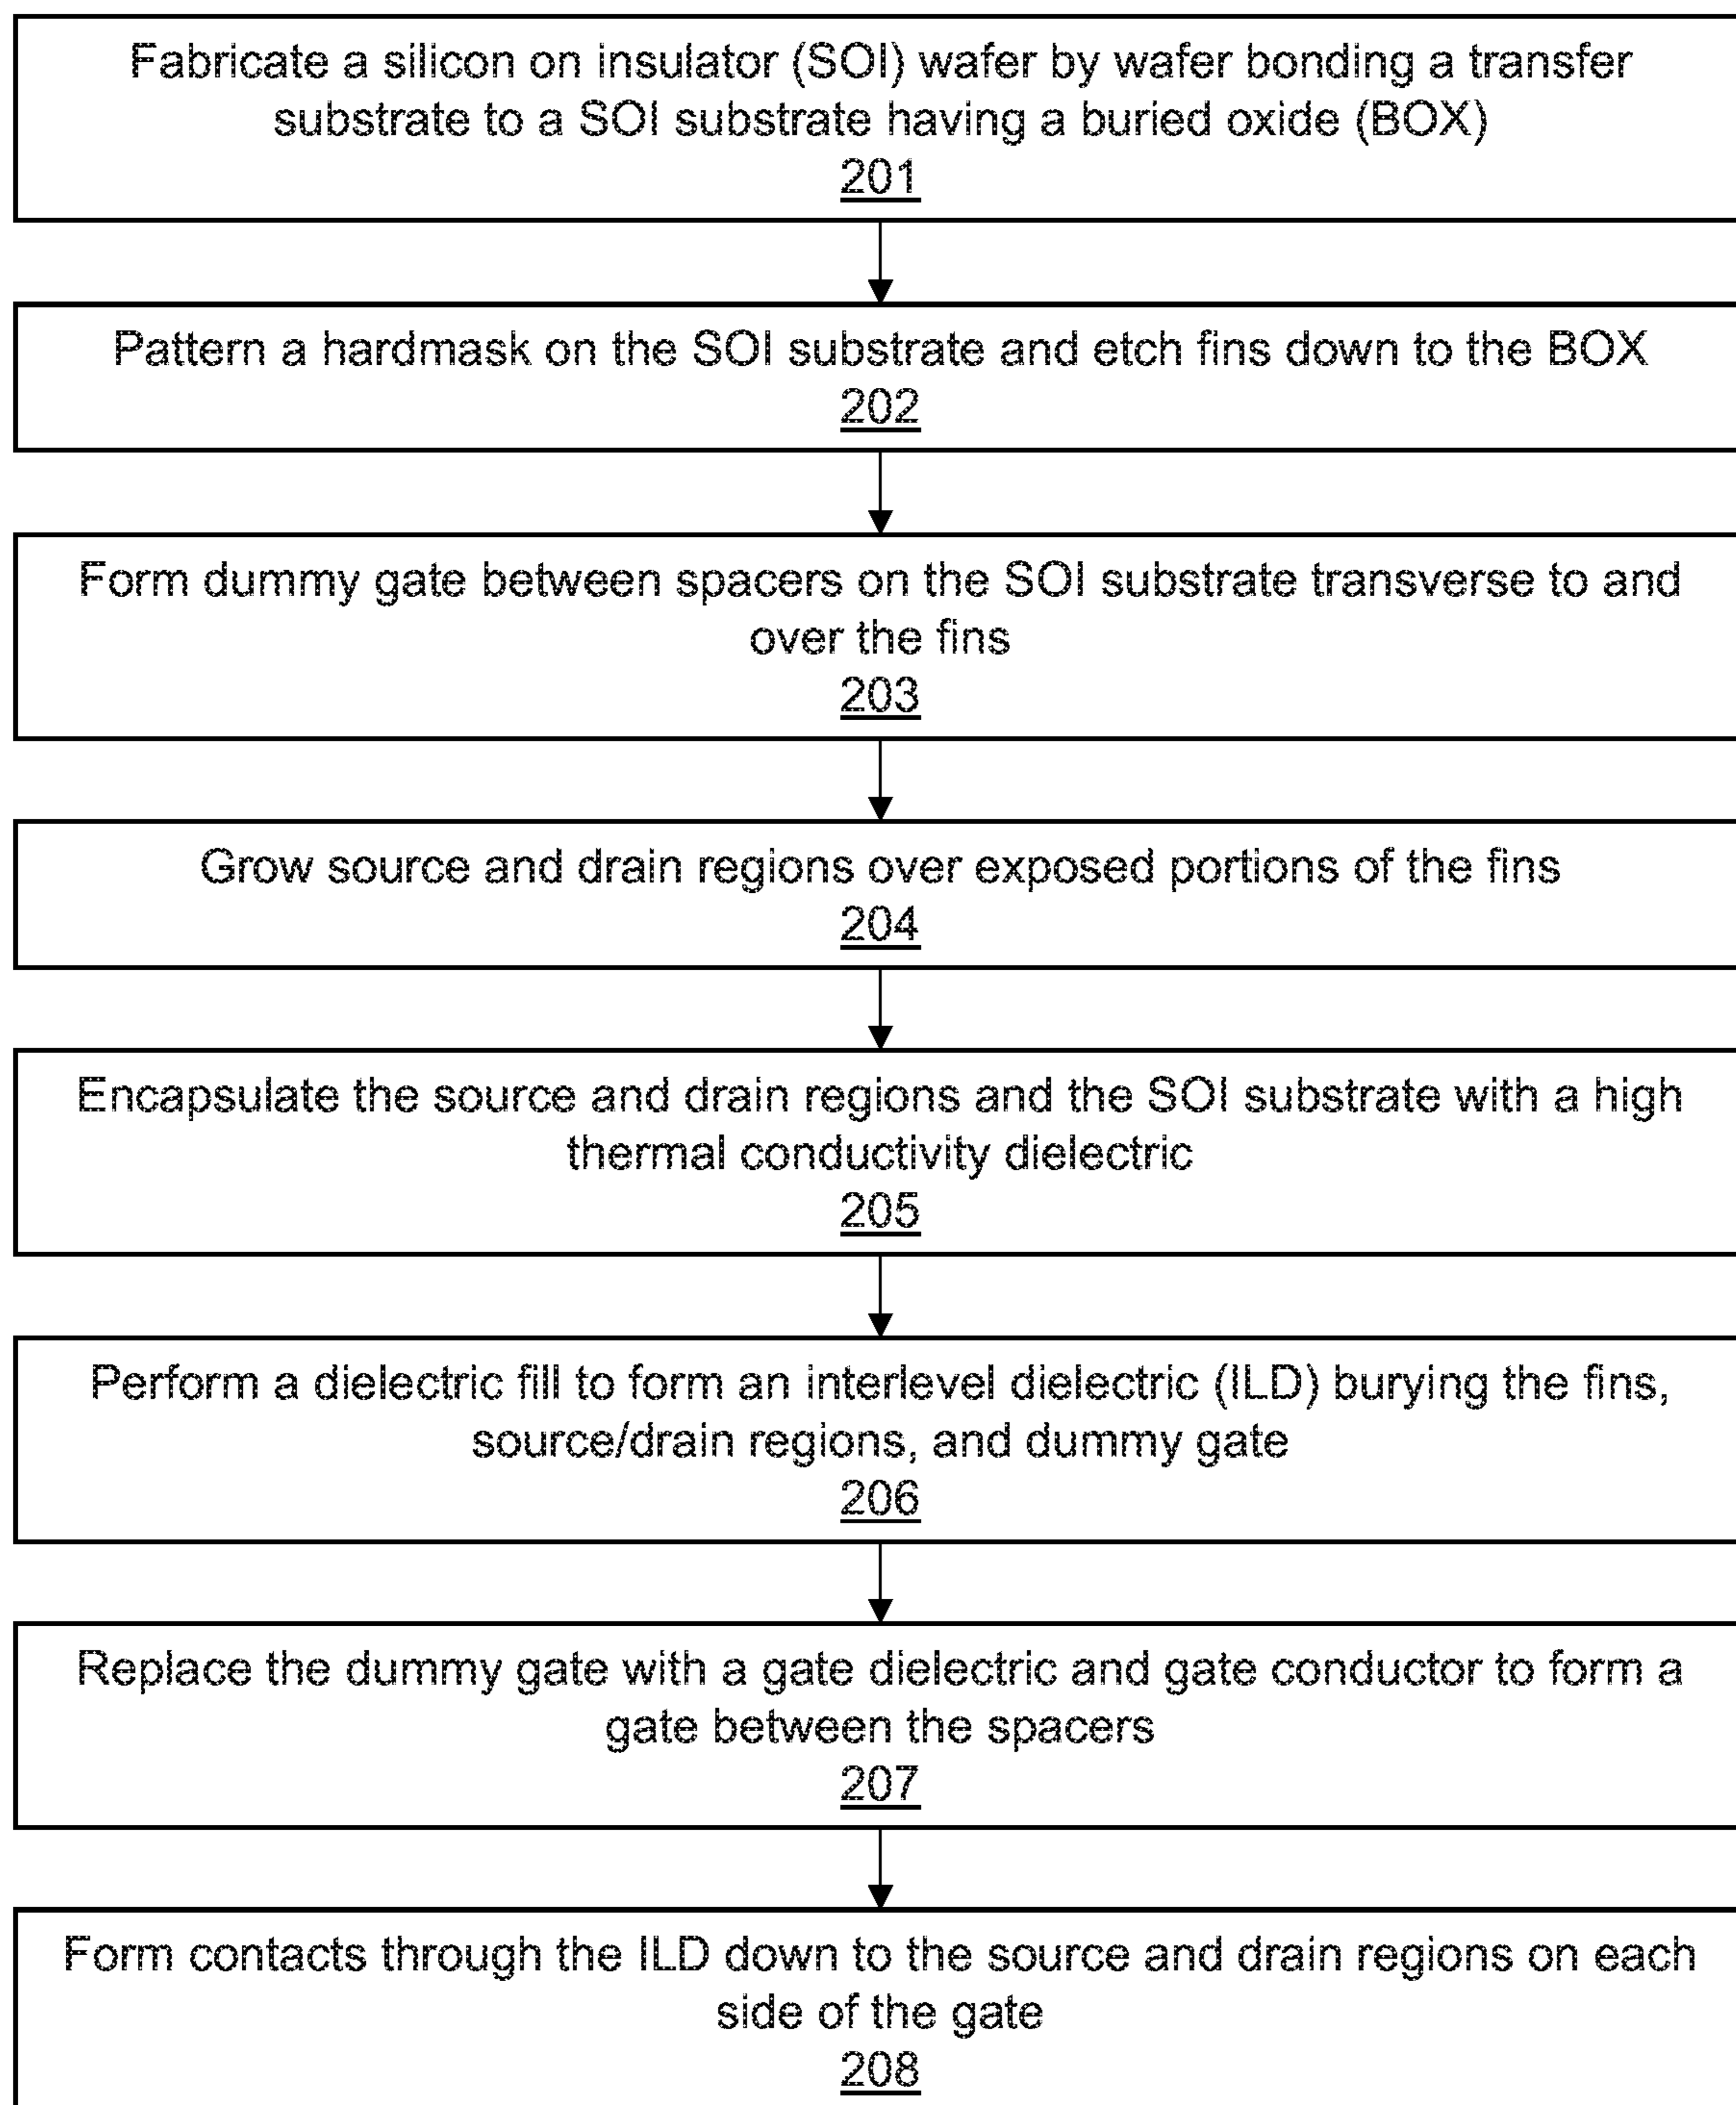 Fabricate a silicon on insulator (SOI) wafer by wafer bonding a transfer
substrate to a SOI substrate having a buried oxide (BOX)
201
Pattern a hardmask on the SOI substrate and etch fins down to the BOX
202
Form dummy gate between spacers on the SOI substrate transverse to and
over the fins
203
Grow source and drain regions over exposed portions of the fins
204
Encapsulate the source and drain regions and the SOI substrate with a high
thermal conductivity dielectric
205
Perform a dielectric fill to form an interlevel dielectric (ILD) burying the fins,
source/drain regions, and dummy gate
206
Replace the dummy gate with a gate dielectric and gate conductor to form a
gate between the spacers
207
Form contacts through the ILD down to the source and drain regions on each
side of the gate
208